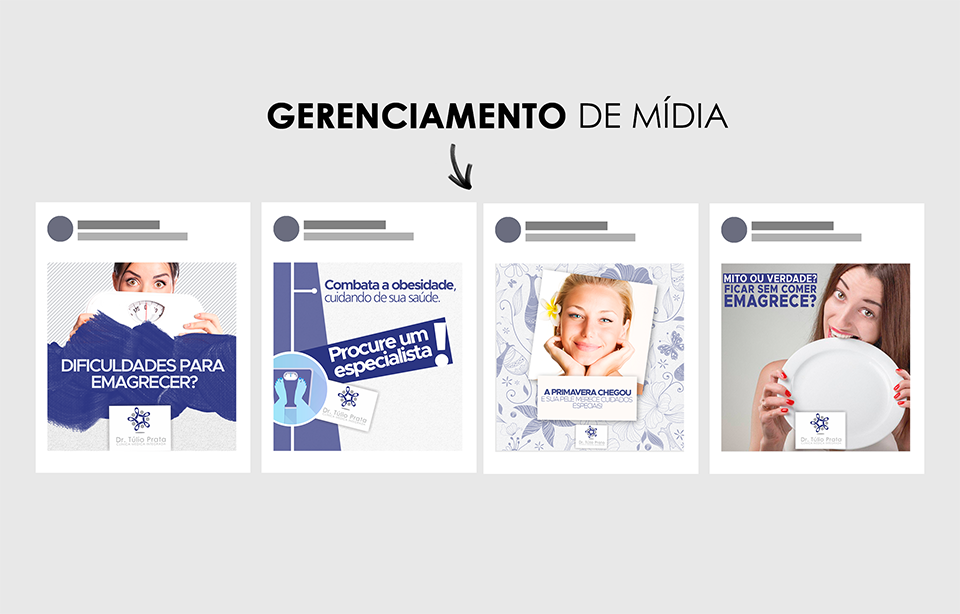 GERENCIAMENTO DE MÍDIA
DIFICULDADES PARA
EMAGRECER?
Dr. Túlio Prata
Combata a obesidade,
cuidando de sua saúde.
Procure um
especialista!
Dr. Túlio Prata
A PRIMAVERA CHEGOU
E SUA PELE MERECE CUIDADOS
ESPECIAIS!
Dr. Túlio Prata
MITO OU VERDADE?
FICAR SEM COMER
EMAGRECE?
Dr. Túlio Prata